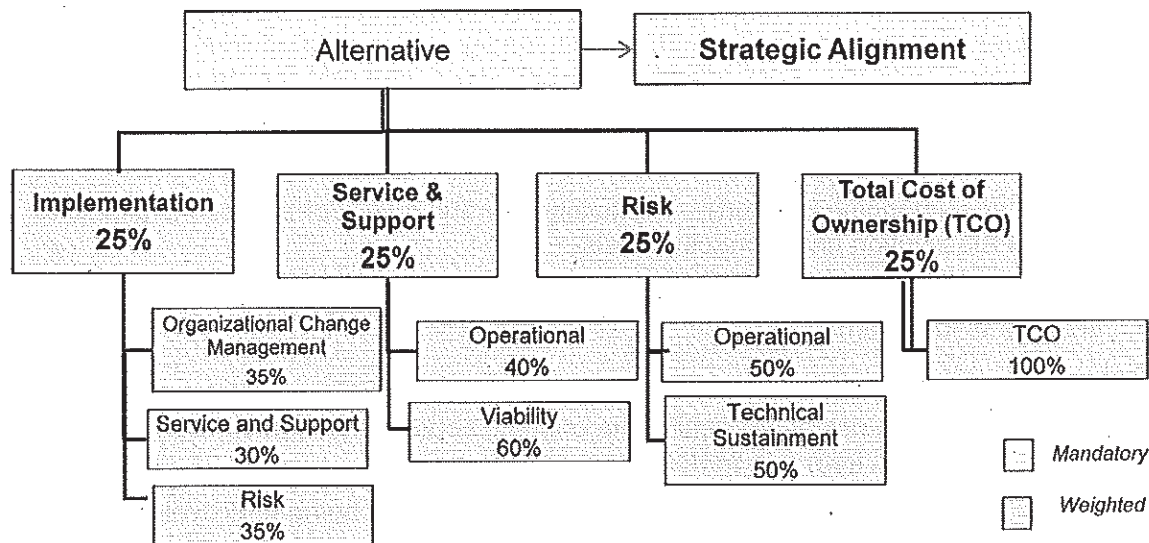 Alternative
Strategic Alignment
Implementation
25%
Service &
Support
25%
Risk
25%
Total Cost of
Ownership (TCO)
25%
Organizational Change
Management
35%
Service and Support
30%
Risk
35%
Operational
40%
Viability
60%
Operational
50%
Technical
Sustainment
50%
TCO
100%
Mandatory
Weighted